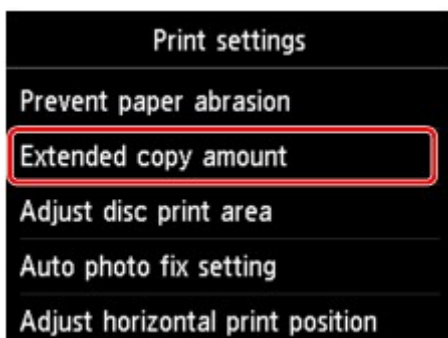 Print settings
Prevent paper abrasion
Extended copy amount
Adjust disc print area
Auto photo fix setting
Adjust horizontal print position